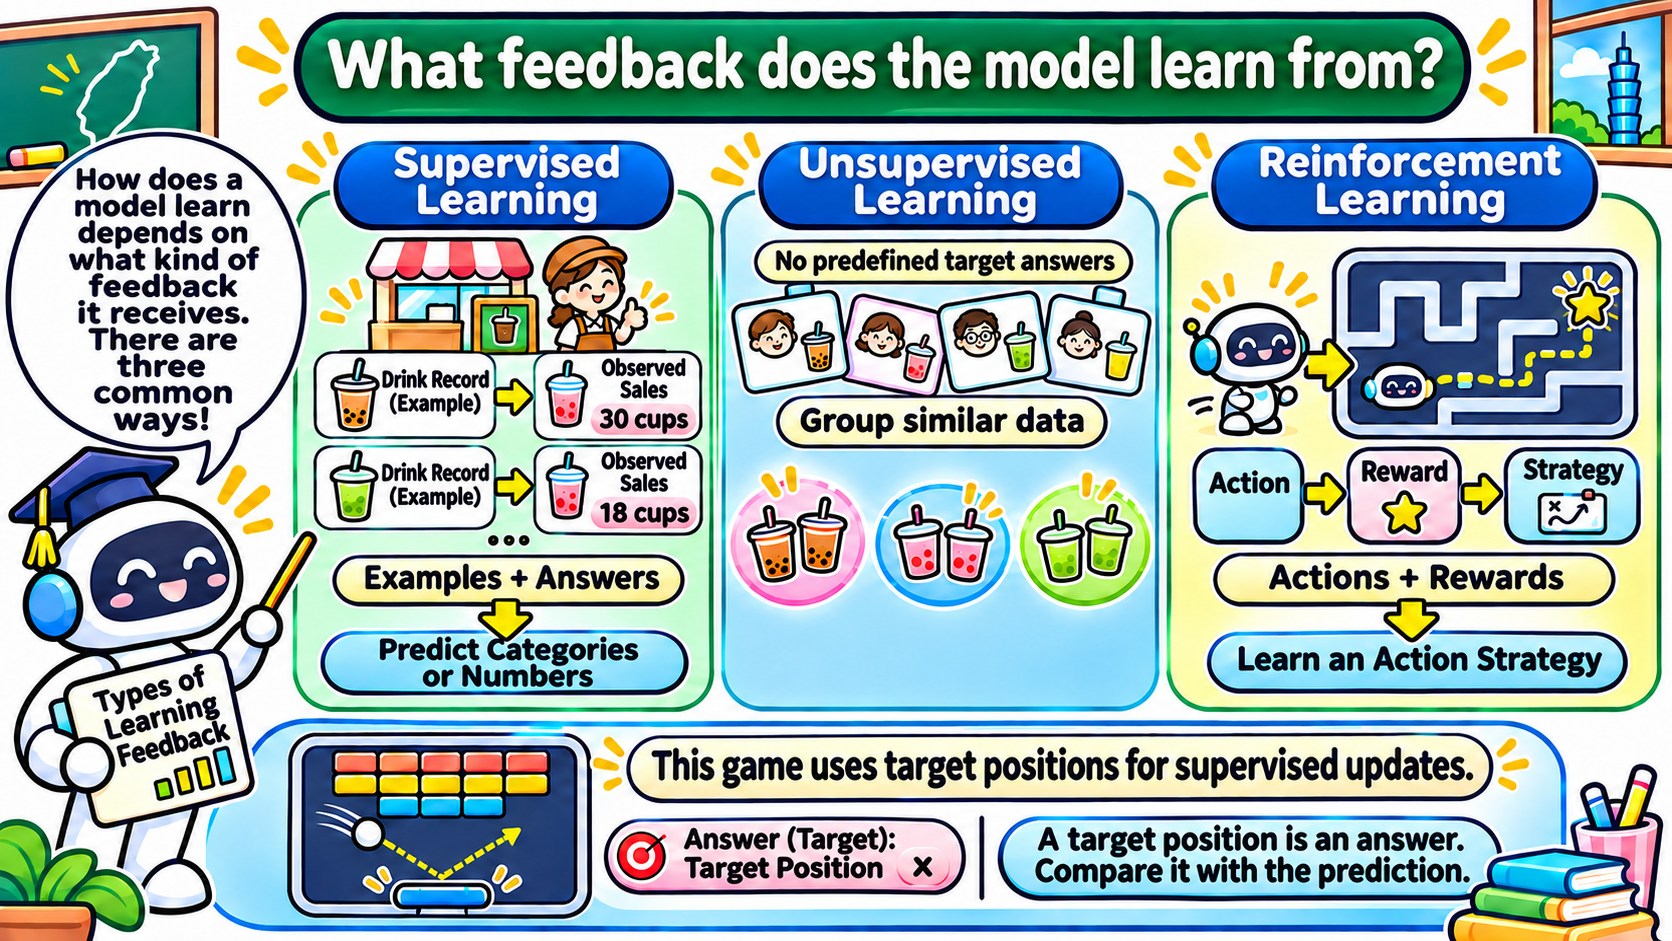 What feedback does the model learn from?
How does a
model learn
depends on
what kind of
feedback
it receives.
There are
three
common
ways!
Types of
Learning
Feedback
Supervised
Learning
Drink Record
(Example)
Observed
Sales
30 cups
Drink Record
(Example)
Observed
Sales
18 cups
...
Examples + Answers
Predict Categories
or Numbers
Unsupervised
Learning
No predefined target answers
Group similar data
Reinforcement
Learning
Action
Reward
Strategy
Actions + Rewards
Learn an Action Strategy
This game uses target positions for supervised updates.
Answer (Target):
Target Position x
A target position is an answer.
Compare it with the prediction.